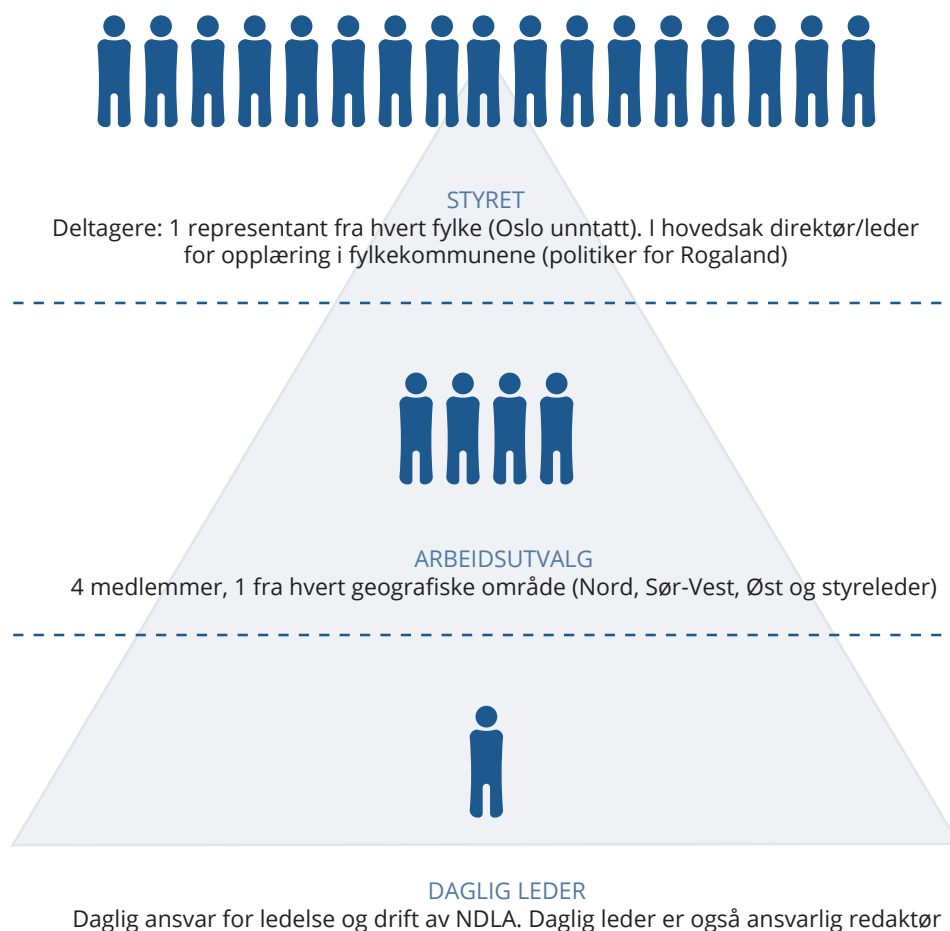 STYRET
Deltagere: 1 representant fra hvert fylke (Oslo unntatt). I hovedsak direktør/leder
for opplæring i fylkekommunene (politiker for Rogaland)
ARBEIDSUTVALG
4 medlemmer, 1 fra hvert geografiske område (Nord, Sør-Vest, Øst og styreleder)
DAGLIG LEDER
Daglig ansvar for ledelse og drift av NDLA. Daglig leder er også ansvarlig redaktør